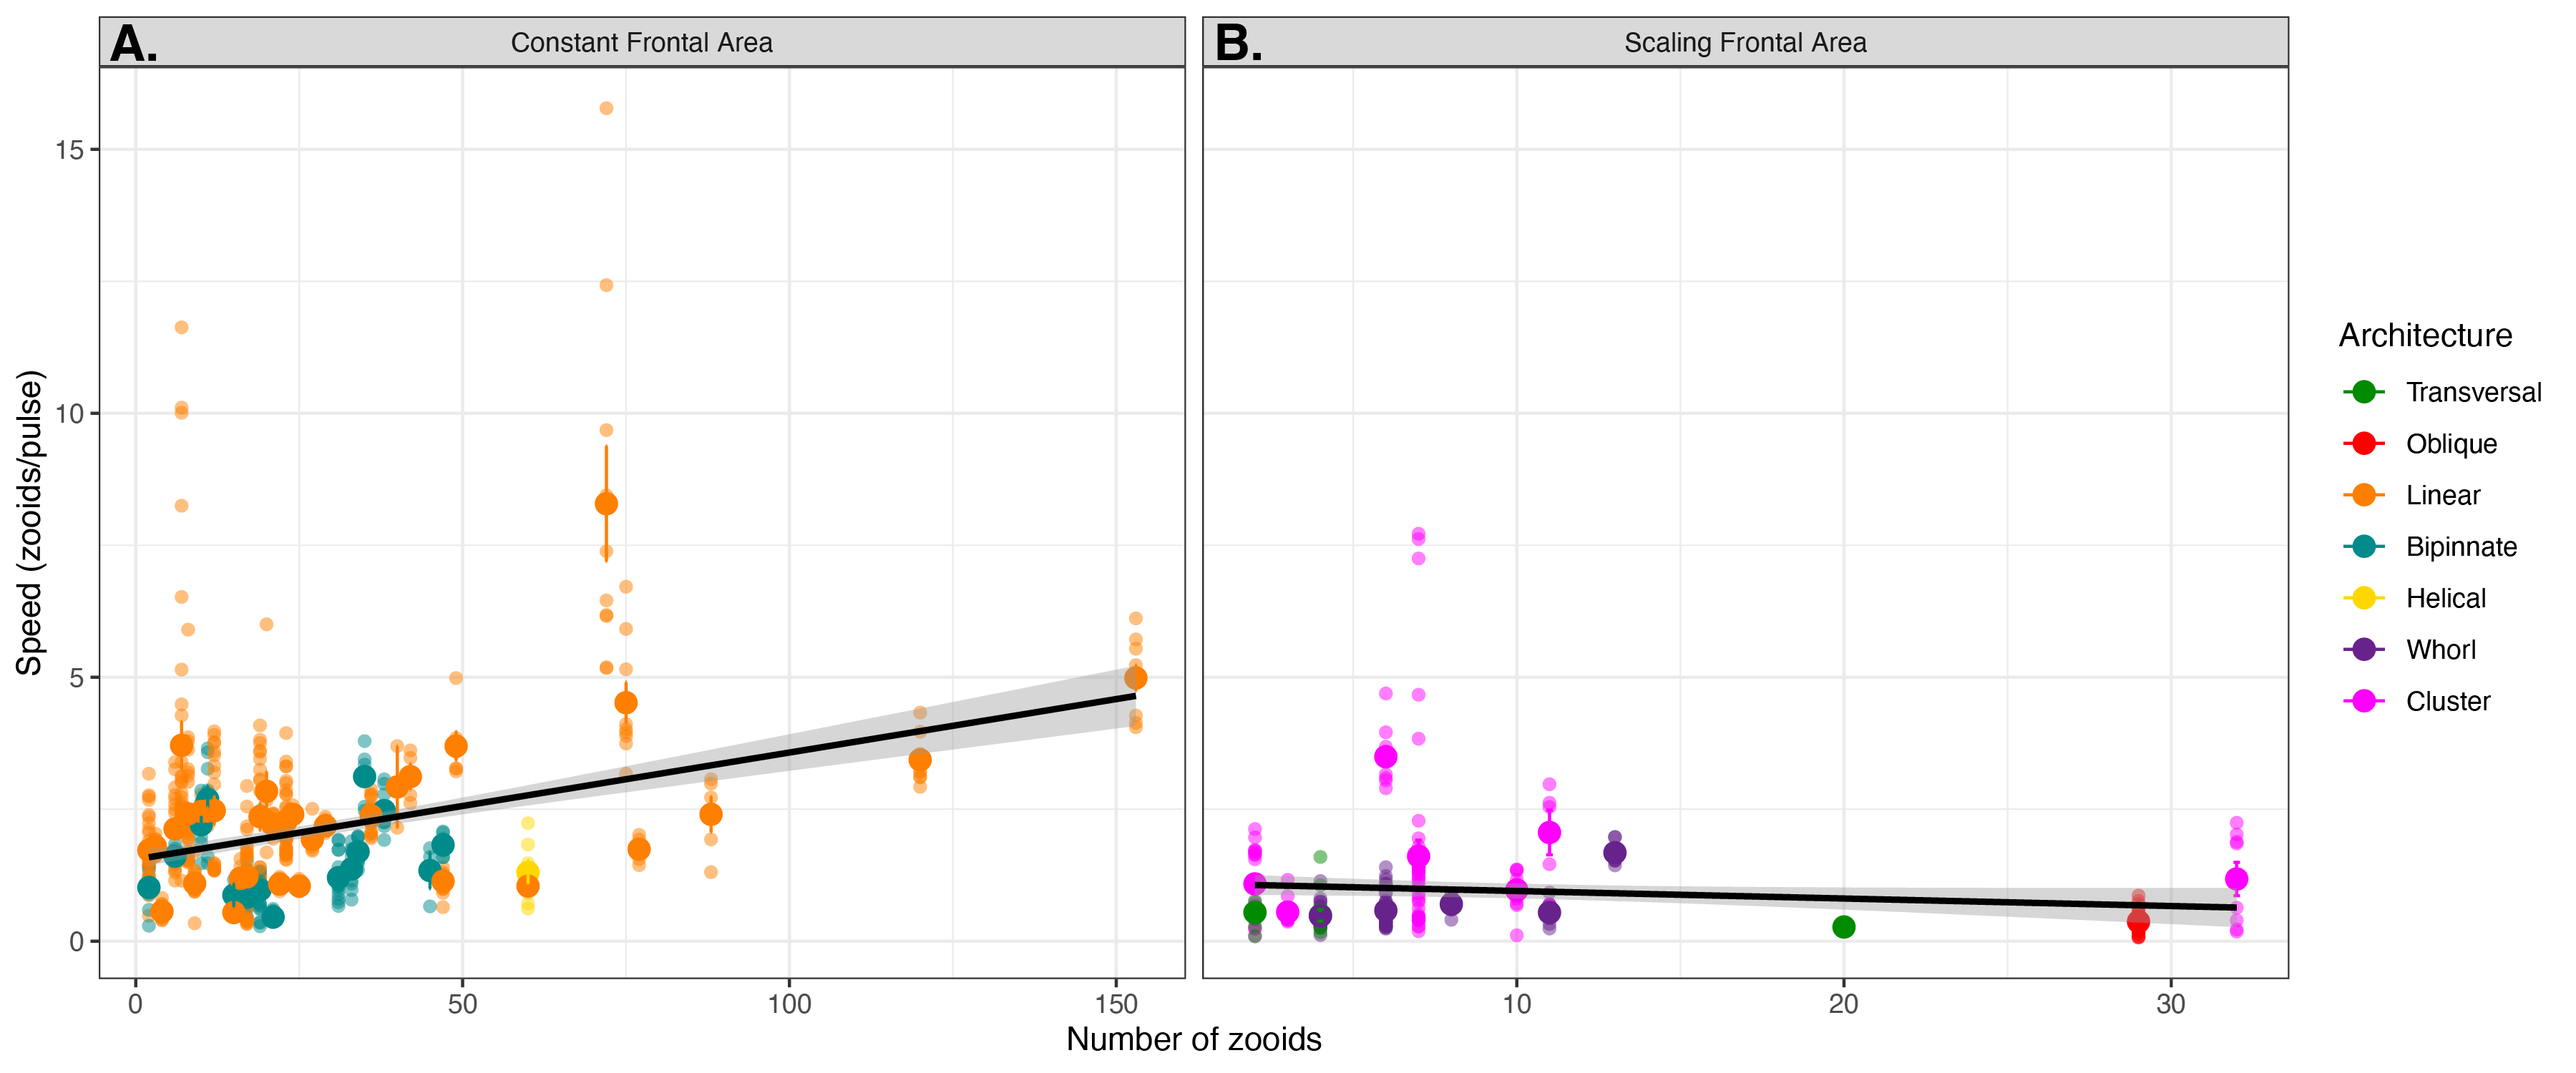 A. Constant Frontal Area
B. Scaling Frontal Area
Speed (zooids/pulse)
15
10
5
0
0 50 100 150
10 20 30
Number of zooids
Architecture
Transversal
Oblique
Linear
Bipinnate
Helical
Whorl
Cluster